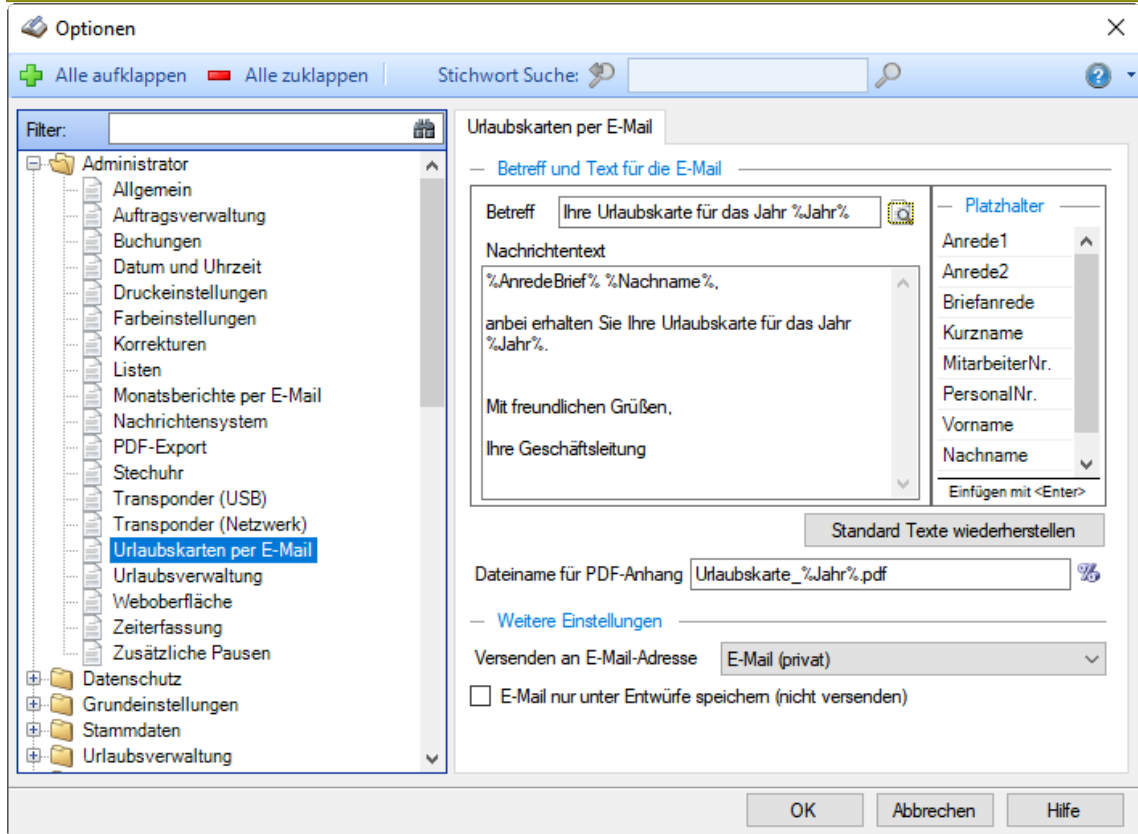 Optionen
Alle aufklappen Alle zuklappen Stichwort Suche:
Filter:
Administrator
Allgemein
Auftragsverwaltung
Buchungen
Datum und Uhrzeit
Druckeinstellungen
Farbeinstellungen
Korrekturen
Listen
Monatsberichte per E-Mail
Nachrichtensystem
PDF-Export
Stechuhr
Transponder (USB)
Transponder (Netzwerk)
Urlaubskarten per E-Mail
Urlaubsverwaltung
Weboberfläche
Zeiterfassung
Zusätzliche Pausen
Datenschutz
Grundeinstellungen
Stammdaten
Urlaubsverwaltung
Urlaubskarten per E-Mail
Betreff und Text für die E-Mail
Betreff Ihre Urlaubskarte für das Jahr %Jahr%
Nachrichtentext
%AnredeBrief% %Nachname%,
anbei erhalten Sie Ihre Urlaubskarte für das Jahr
%Jahr%.
Mit freundlichen Grüßen,
Ihre Geschäftsleitung
Platzhalter
Anrede1
Anrede2
Briefanrede
Kurzname
MitarbeiterNr.
PersonalNr.
Vorname
Nachname
Einfügen mit <Enter>
Standard Texte wiederherstellen
Dateiname für PDF-Anhang Urlaubskarte_%Jahr%.pdf
Weitere Einstellungen
Versenden an E-Mail-Adresse E-Mail (privat)
E-Mail nur unter Entwürfe speichern (nicht versenden)
OK Abbrechen Hilfe